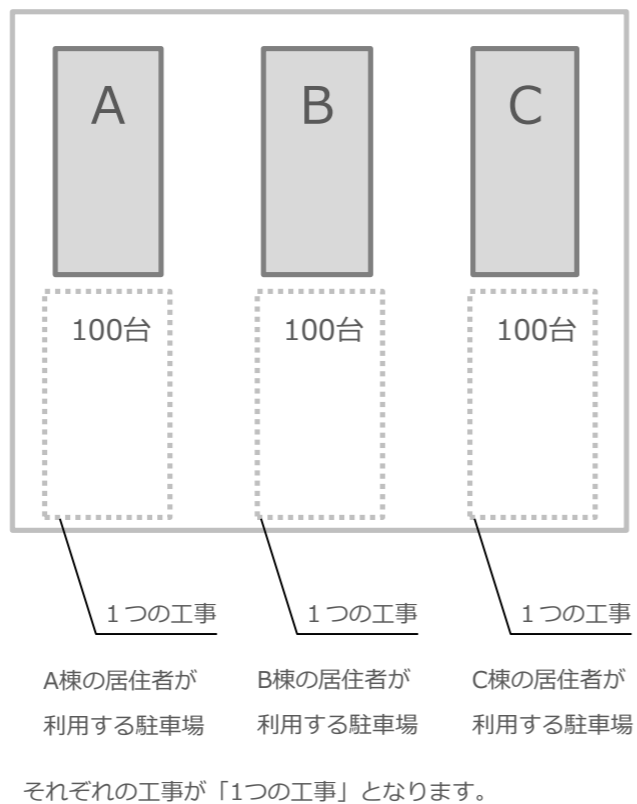 A B C
100台 100台 100台
１つの工事 １つの工事 １つの工事
A棟の居住者が B棟の居住者が C棟の居住者が
利用する駐車場 利用する駐車場 利用する駐車場
それぞれの工事が「1つの工事」となります。